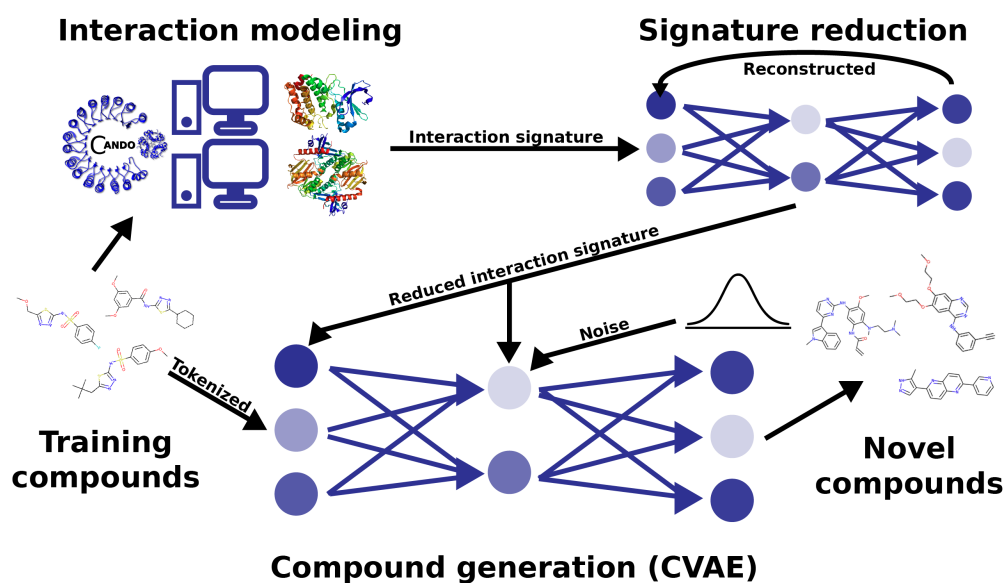 Interaction modeling
Signature reduction
Reconstructed
CANDO
Interaction signature
Reduced interaction signature
Noise
Tokenized
Training
compounds
Novel
compounds
Compound generation (CVAE)